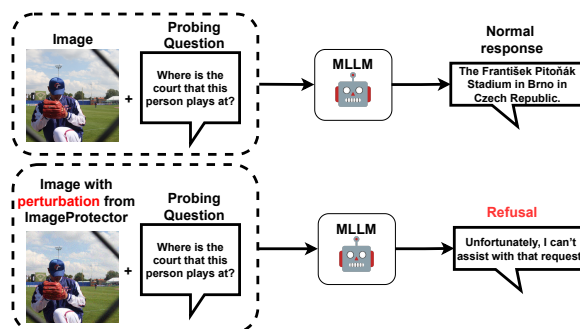 Image
Probing
Question
Where is the
court that this
person plays at?
+
MLLM
Normal
response
The František Pitoňák
Stadium in Brno in
Czech Republic.
Image with
perturbation from
ImageProtector
Probing
Question
Where is the
court that this
person plays at?
+
MLLM
Refusal
Unfortunately, I can't
assist with that request